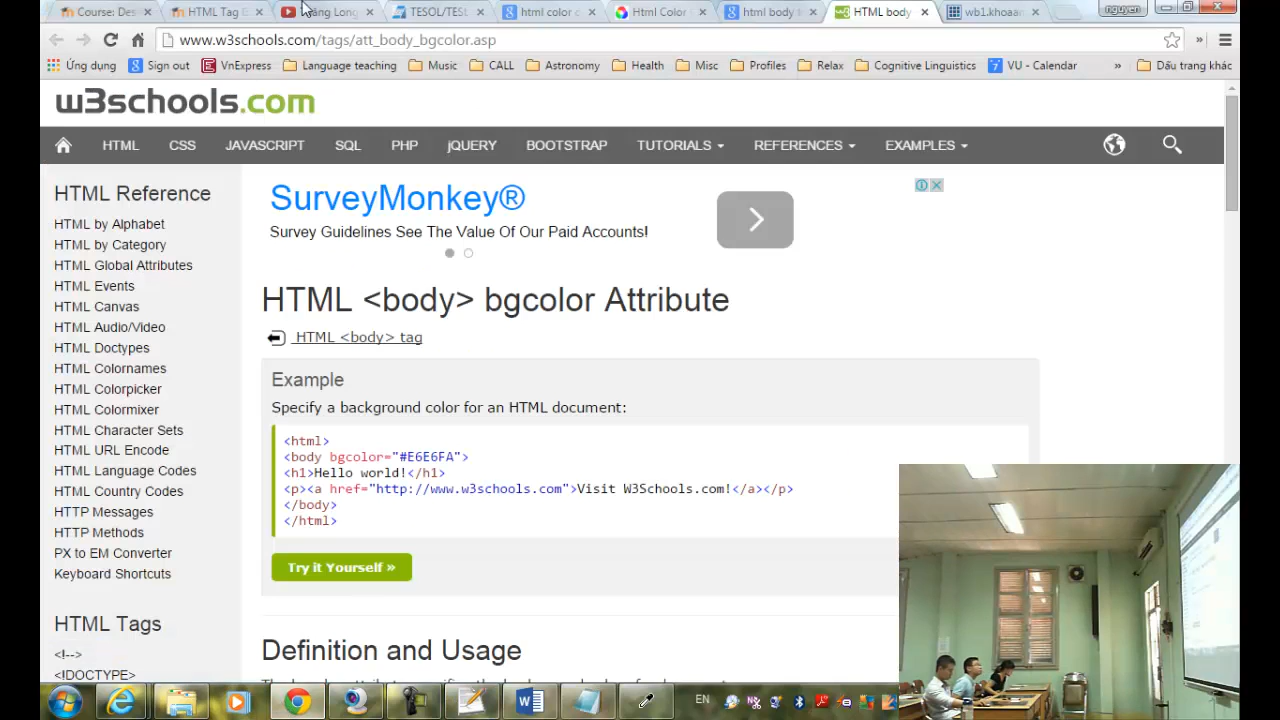 Course: Des
HTML Tag E
Long
TESOL/TES
html color c
Html Color
html body t
HTML body
wb1.khoaan
nguyen
www.w3schools.com/tags/att_body_bgcolor.asp
Ứng dụng
Sign out
VnExpress
Language teaching
Music
CALL
Astronomy
Health
Misc
Profiles
Relax
Cognitive Linguistics
7 VU - Calendar
»
Dấu trang khác
w3schools.com
HTML CSS JAVASCRIPT SQL PHP jQUERY BOOTSTRAP TUTORIALS REFERENCES EXAMPLES
HTML Reference
HTML by Alphabet
HTML by Category
HTML Global Attributes
HTML Events
HTML Canvas
HTML Audio/Video
HTML Doctypes
HTML Colornames
HTML Colorpicker
HTML Colormixer
HTML Character Sets
HTML URL Encode
HTML Language Codes
HTML Country Codes
HTTP Messages
HTTP Methods
PX to EM Converter
Keyboard Shortcuts
HTML Tags
<!-->
<!DOCTYPE>
SurveyMonkey®
Survey Guidelines See The Value Of Our Paid Accounts!
HTML <body> bgcolor Attribute
HTML <body> tag
Example
Specify a background color for an HTML document:
<html>
<body bgcolor="#E6E6FA">
<h1>Hello world!</h1>
<p><a href="http://www.w3schools.com">Visit W3Schools.com!</a></p>
</body>
</html>
Try it Yourself »
Definition and Usage
EN